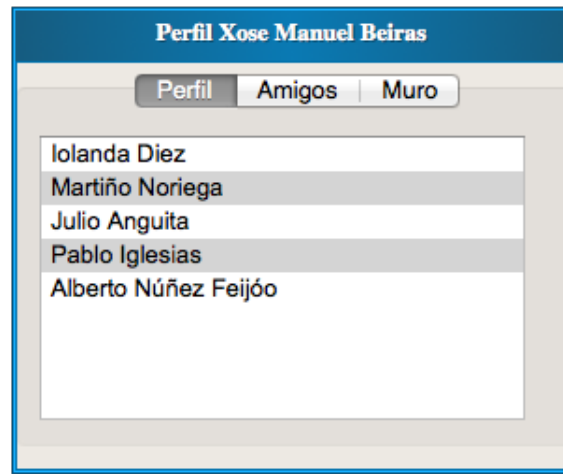 Perfil Xose Manuel Beiras
Perfil Amigos Muro
Iolanda Diez
Martiño Noriega
Julio Anguita
Pablo Iglesias
Alberto Núñez Feijóo